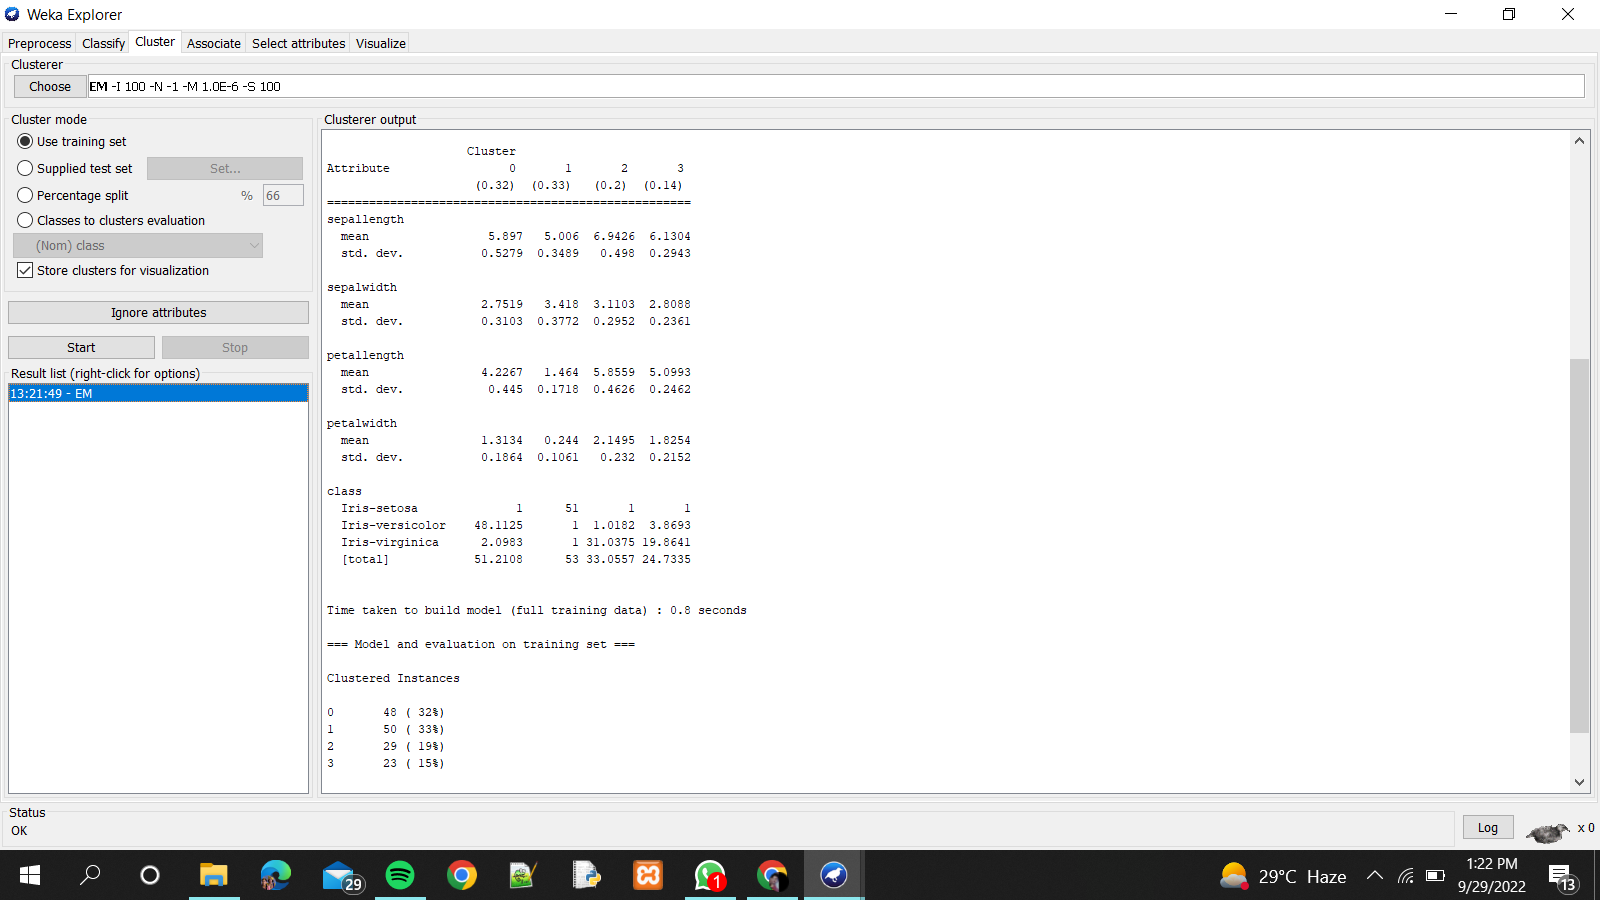 Weka Explorer
Preprocess Classify Cluster Associate Select attributes Visualize
Clusterer
Choose EM -I 100 -N -1 -M 1.0E-6 -S 100
Cluster mode
Use training set
Supplied test set Set...
Percentage split % 66
Classes to clusters evaluation
(Nom) class
Store clusters for visualization
Ignore attributes
Start Stop
Result list (right-click for options)
13:21:49 - EM
Clusterer output
Cluster
Attribute 0 1 2 3
(0.32) (0.33) (0.2) (0.14)
====================================================
sepallength
mean 5.897 5.006 6.9426 6.1304
std. dev. 0.5279 0.3489 0.498 0.2943
sepalwidth
mean 2.7519 3.418 3.1103 2.8088
std. dev. 0.3103 0.3772 0.2952 0.2361
petallength
mean 4.2267 1.464 5.8559 5.0993
std. dev. 0.445 0.1718 0.4626 0.2462
petalwidth
mean 1.3134 0.244 2.1495 1.8254
std. dev. 0.1864 0.1061 0.232 0.2152
class
Iris-setosa 1 51 1 1
Iris-versicolor 48.1125 1 1.0182 3.8693
Iris-virginica 2.0983 1 31.0375 19.8641
[total] 51.2108 53 33.0557 24.7335
Time taken to build model (full training data) : 0.8 seconds
=== Model and evaluation on training set ===
Clustered Instances
0 48 ( 32%)
1 50 ( 33%)
2 29 ( 19%)
3 23 ( 15%)
Status
OK
Log x 0
29
1
29°C Haze
1:22 PM
9/29/2022
13